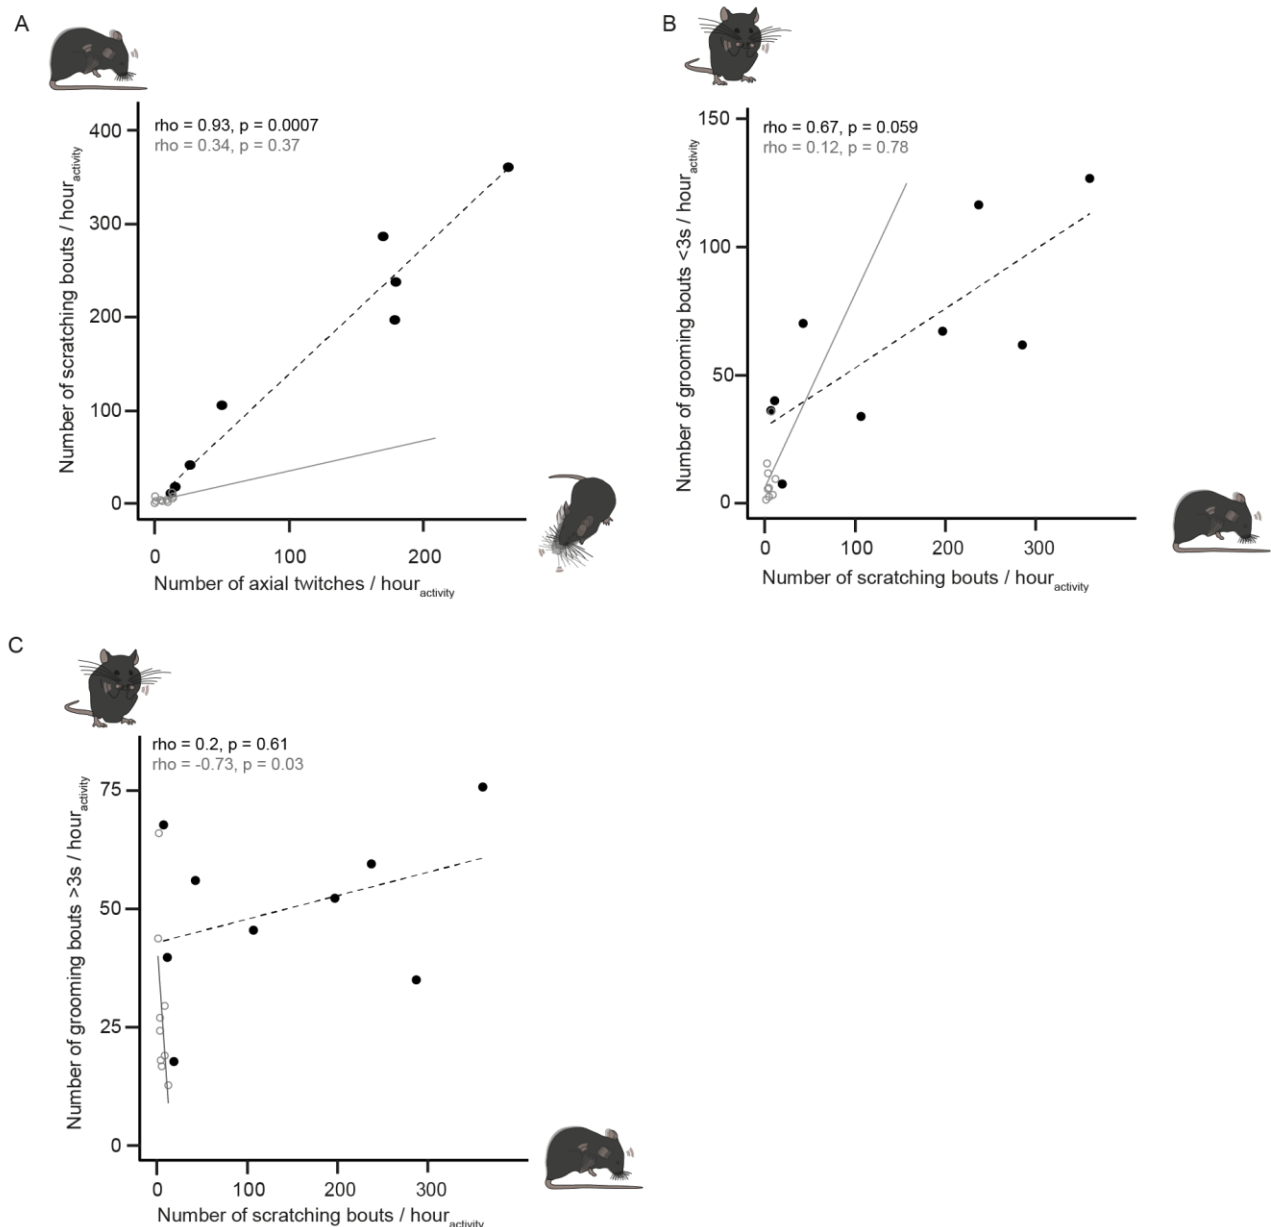 A
rho = 0.93, p = 0.0007
rho = 0.34, p = 0.37
Number of scratching bouts / hour activity
400
300
200
100
0
0 100 200
Number of axial twitches / hour activity
B
rho = 0.67, p = 0.059
rho = 0.12, p = 0.78
Number of grooming bouts <3s / hour activity
150
100
50
0
0 100 200 300
Number of scratching bouts / hour activity
C
rho = 0.2, p = 0.61
rho = -0.73, p = 0.03
Number of grooming bouts >3s / hour activity
75
50
25
0
0 100 200 300
Number of scratching bouts / hour activity